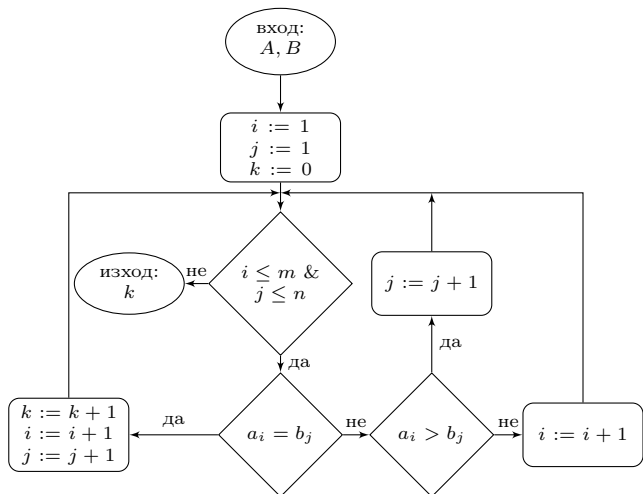 вход:
A, B
i := 1
j := 1
k := 0
i ≤ m &
j ≤ n
не
изход:
k
j := j + 1
да
да
k := k + 1
i := i + 1
j := j + 1
да
a_i = b_j
не
a_i > b_j
не
i := i + 1